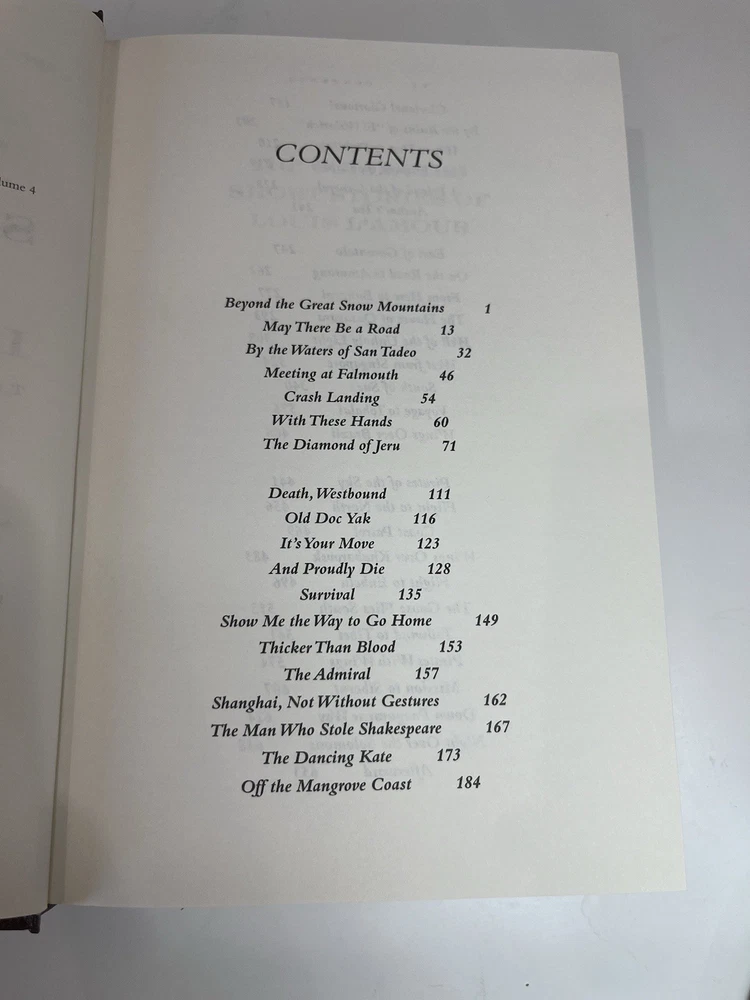 lume 4
CONTENTS
Beyond the Great Snow Mountains 1
May There Be a Road 13
By the Waters of San Tadeo 32
Meeting at Falmouth 46
Crash Landing 54
With These Hands 60
The Diamond of Jeru 71
Death, Westbound 111
Old Doc Yak 116
It's Your Move 123
And Proudly Die 128
Survival 135
Show Me the Way to Go Home 149
Thicker Than Blood 153
The Admiral 157
Shanghai, Not Without Gestures 162
The Man Who Stole Shakespeare 167
The Dancing Kate 173
Off the Mangrove Coast 184